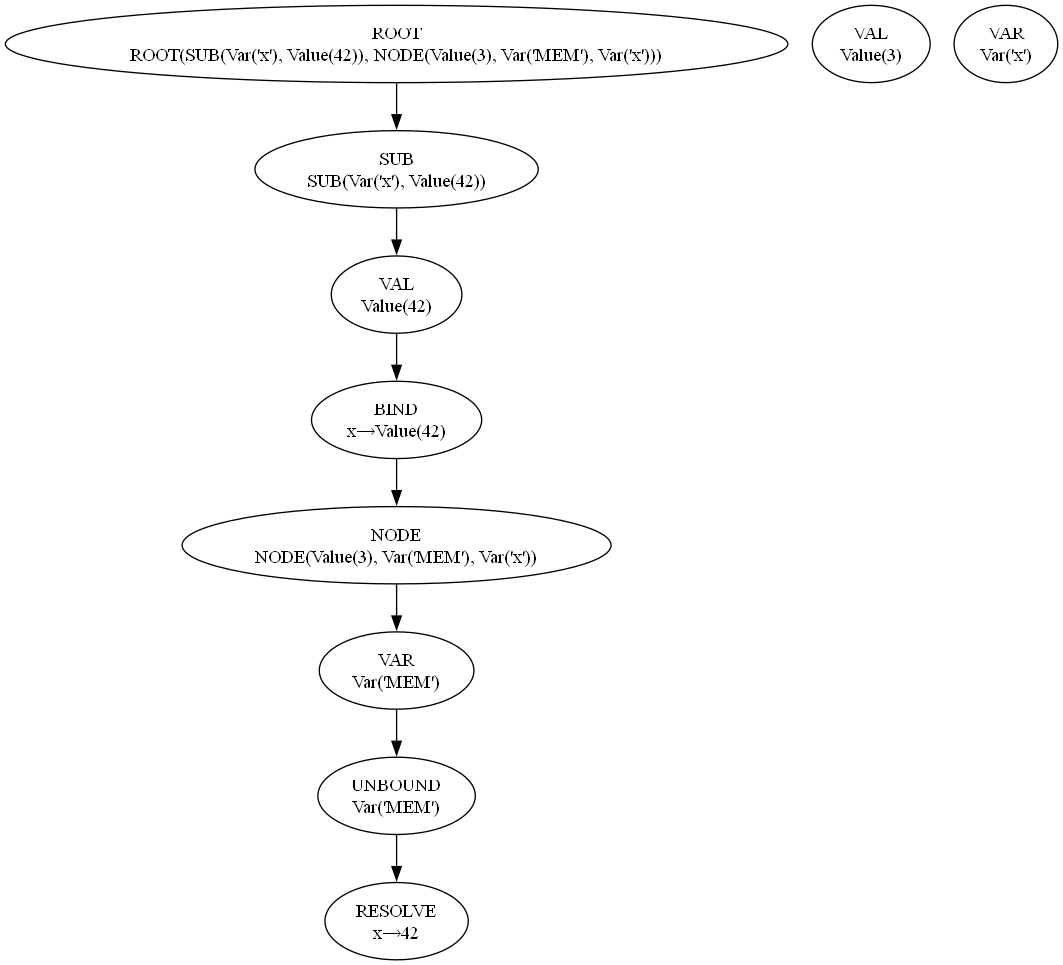 ROOT
ROOT(SUB(Var('x'), Value(42)), NODE(Value(3), Var('MEM'), Var('x')))
VAL
Value(3)
VAR
Var('x')
SUB
SUB(Var('x'), Value(42))
VAL
Value(42)
BIND
x→Value(42)
NODE
NODE(Value(3), Var('MEM'), Var('x'))
VAR
Var('MEM')
UNBOUND
Var('MEM')
RESOLVE
x→42